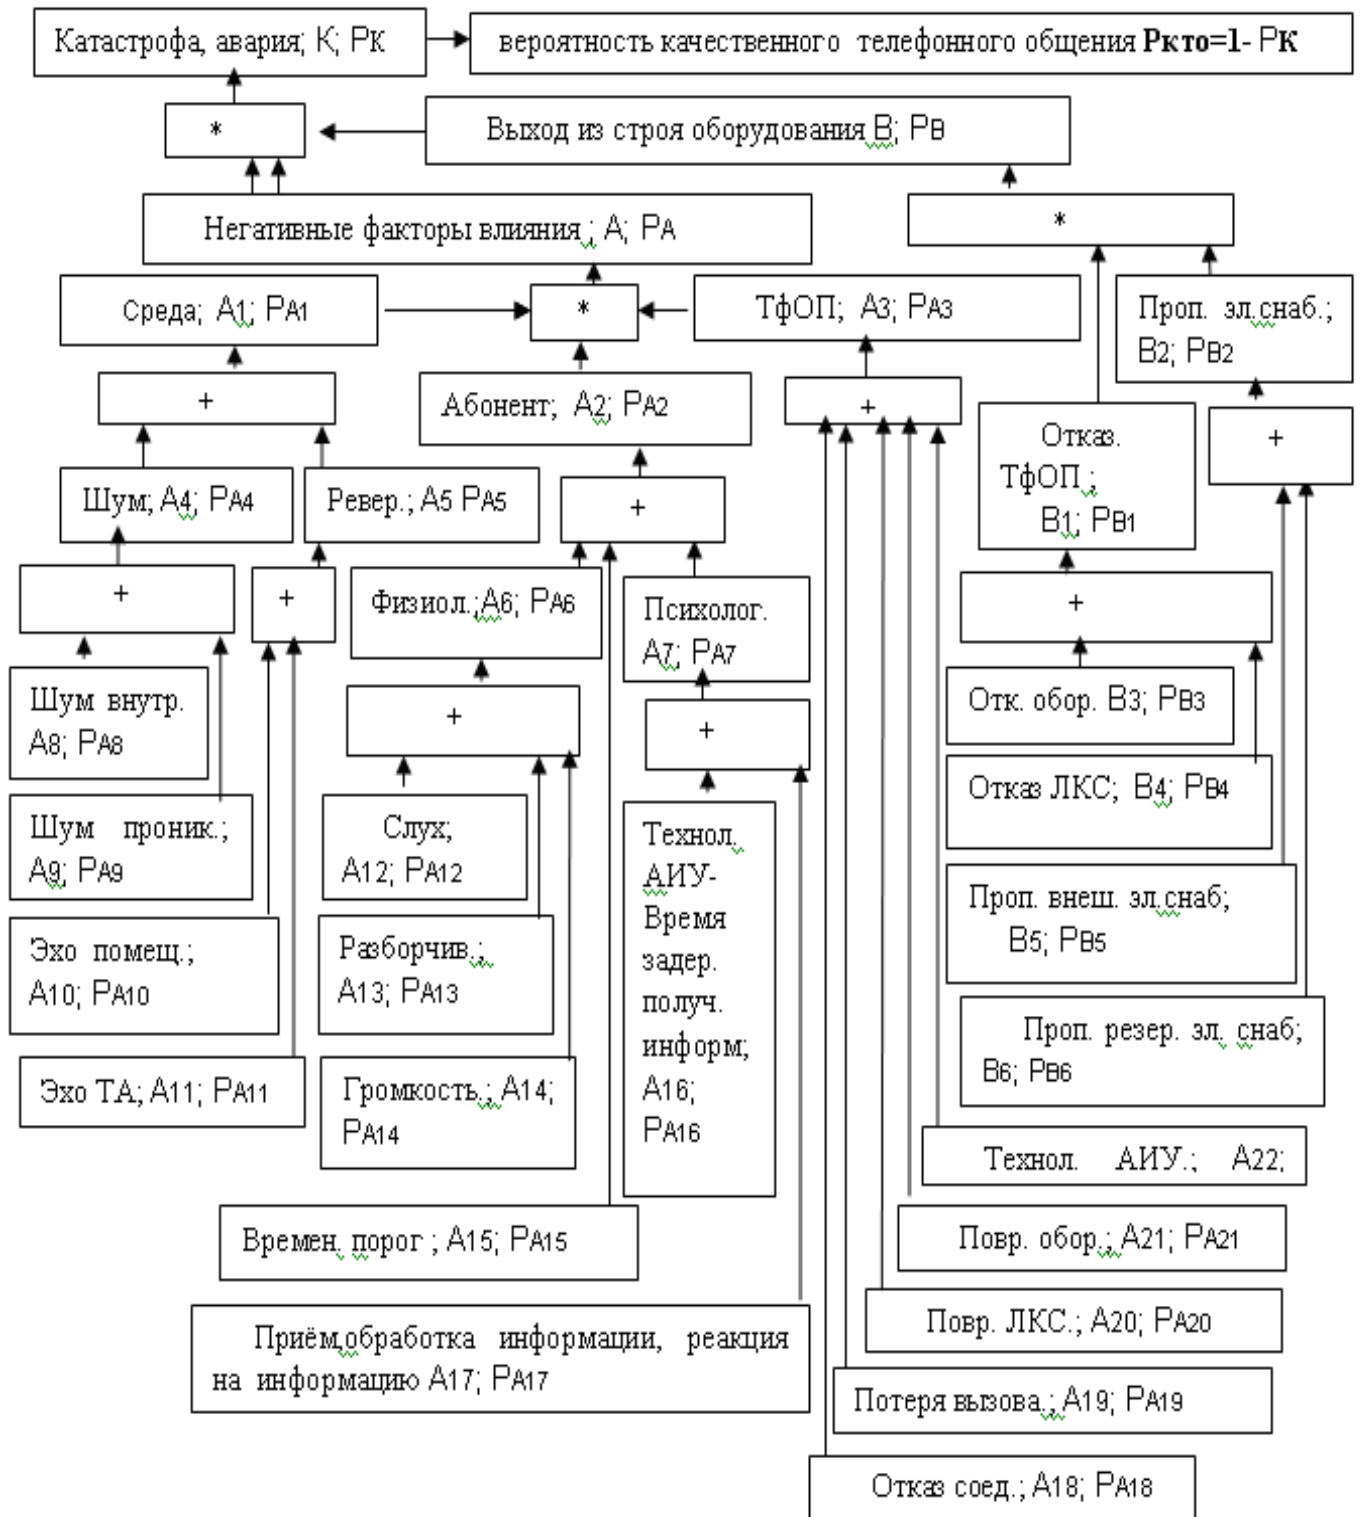 Катастрофа, авария; К; РК
вероятность качественного телефонного общения Ркто=1- РК
*
Выход из строя оборудования В; РВ
Негативные факторы влияния ; А; РА
*
Среда; А1; РА1
*
ТфОП; А3; РА3
Проп. эл.снаб.;
В2; РВ2
+
Абонент; А2; РА2
+
Отказ.
ТфОП.;
В1; РВ1
+
Шум; А4; РА4
Ревер.; А5 РА5
+
+
+
Физиол.;А6; РА6
Психолог.
А7; РА7
+
Шум внутр.
А8; РА8
+
+
Отк. обор. В3; РВ3
Шум проник.;
А9; РА9
Слух;
А12; РА12
Технол.
АИУ-
Время
задер.
получ.
информ;
А16;
РА16
Отказ ЛКС; В4; РВ4
Эхо помещ.;
А10; РА10
Разборчив.;
А13; РА13
Проп. внеш. эл.снаб;
В5; РВ5
Проп. резер. эл. снаб;
В6; РВ6
Эхо ТА; А11; РА11
Громкость.; А14;
РА14
Технол. АИУ.; А22;
Времен. порог ; А15; РА15
Повр. обор.; А21; РА21
Приём,обработка информации, реакция
на информацию А17; РА17
Повр. ЛКС.; А20; РА20
Потеря вызова.; А19; РА19
Отказ соед.; А18; РА18